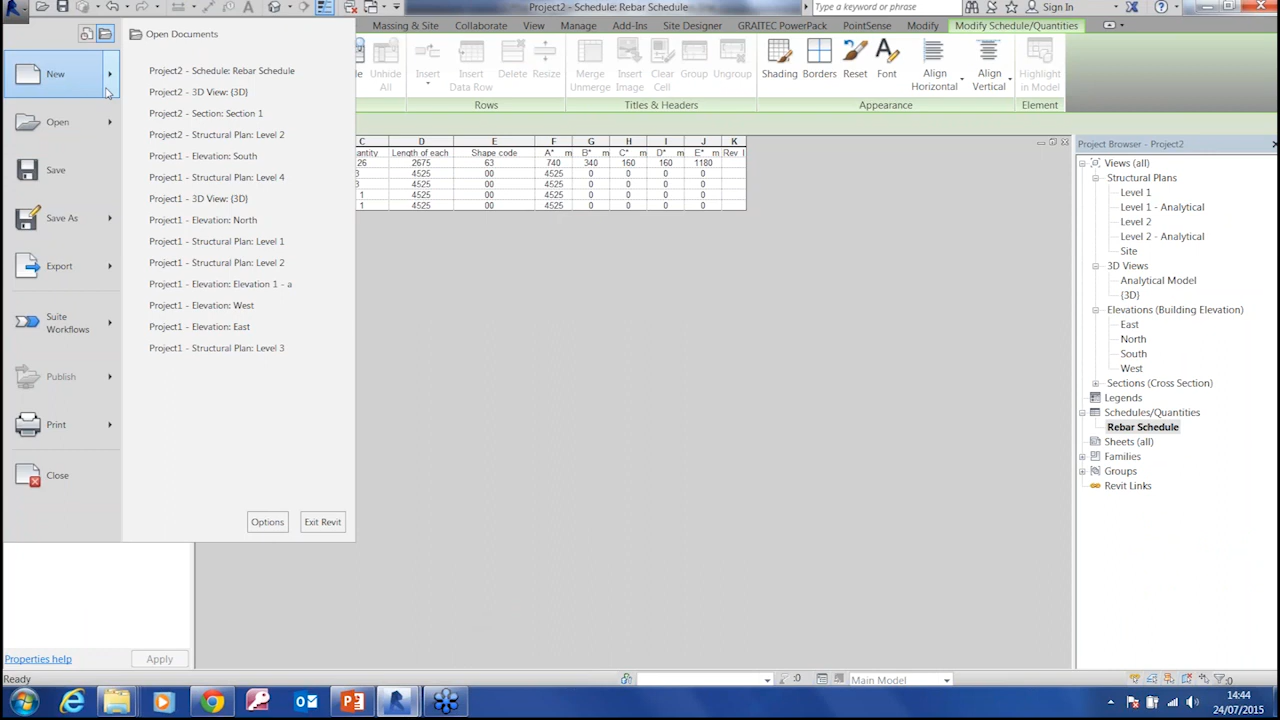 Project2 - Schedule: Rebar Schedule
Type a keyword or phrase
Sign In
Massing & Site
Collaborate
View
Manage
Add-Ins
Site Designer
GRAITEC PowerPack
PointSense
Modify
Modify Schedule/Quantities
Open Documents
New
Open
Save
Save As
Export
Suite
Workflows
Publish
Print
Close
Project2 - Schedule: Rebar Schedule
Project2 - 3D View: {3D}
Project2 - Section: Section 1
Project2 - Structural Plan: Level 2
Project1 - Elevation: South
Project1 - Structural Plan: Level 4
Project1 - 3D View: {3D}
Project1 - Elevation: North
Project1 - Structural Plan: Level 1
Project1 - Structural Plan: Level 2
Project1 - Elevation: Elevation 1 - a
Project1 - Elevation: West
Project1 - Elevation: East
Project1 - Structural Plan: Level 3
Options
Exit Revit
Unhide
All
Insert
Insert
Data Row
Delete
Resize
Merge
Unmerge
Insert
Image
Clear
Cell
Group
Ungroup
Shading
Borders
Reset
Font
Align
Horizontal
Align
Vertical
Highlight
in Model
Rows
Titles & Headers
Appearance
Element
C D E F G H I J K
antity Length of each Shape code A* m B* m C* m D* m E* m Rev l
26 2675 63 740 340 160 160 1180
3 4525 00 4525 0 0 0 0
3 4525 00 4525 0 0 0 0
1 4525 00 4525 0 0 0 0
1 4525 00 4525 0 0 0 0
Project Browser - Project2
Views (all)
Structural Plans
Level 1
Level 1 - Analytical
Level 2
Level 2 - Analytical
Site
3D Views
Analytical Model
{3D}
Elevations (Building Elevation)
East
North
South
West
Sections (Cross Section)
Legends
Schedules/Quantities
Rebar Schedule
Sheets (all)
Families
Groups
Revit Links
Properties help
Apply
Ready
:0
Main Model
:0
14:44
24/07/2015